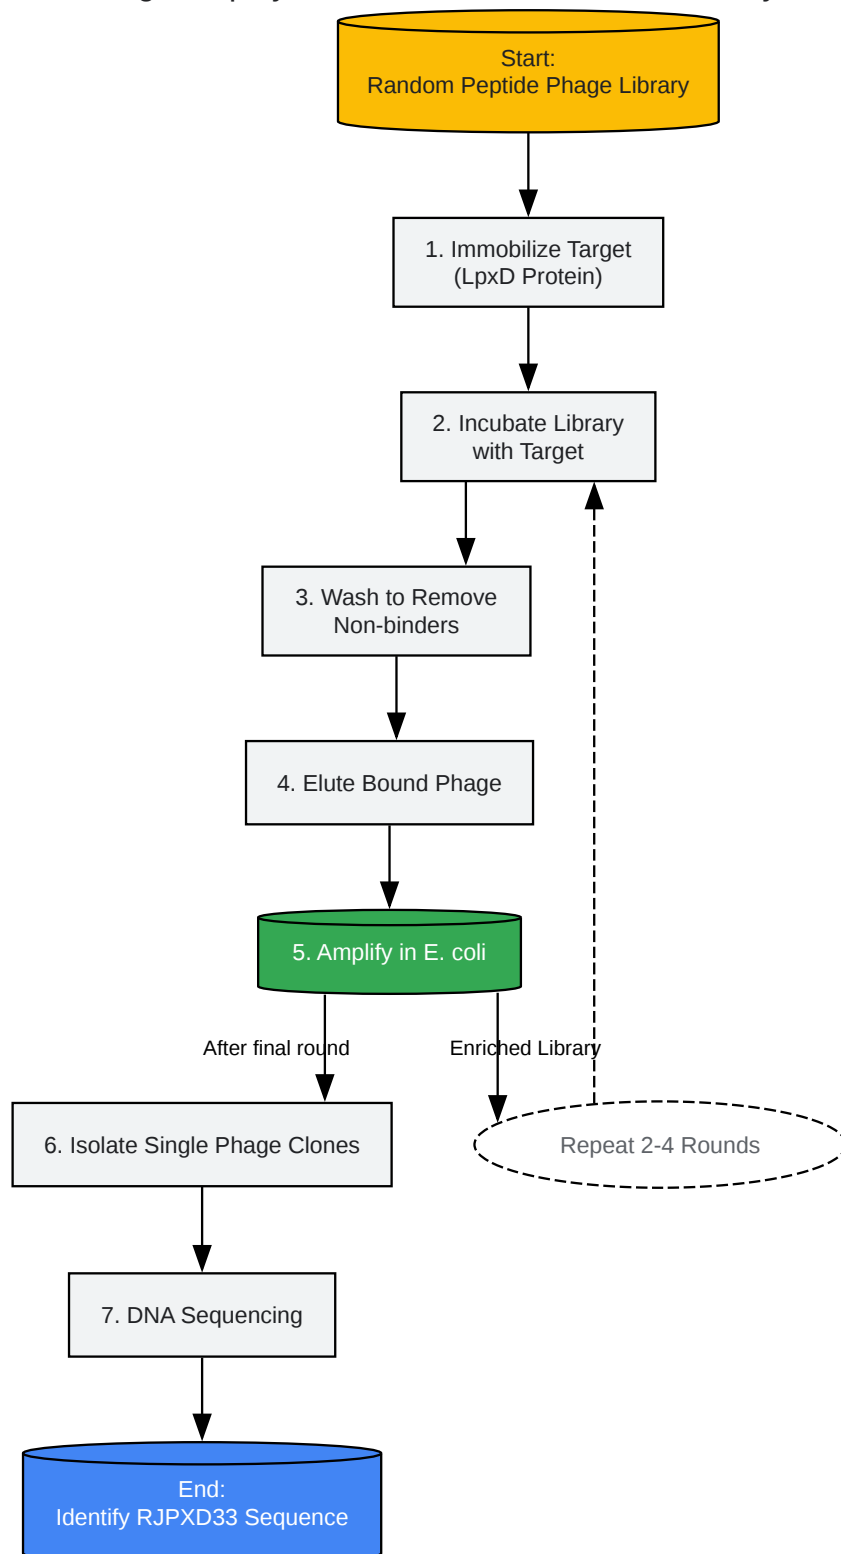 Start:
Random Peptide Phage Library
1. Immobilize Target
(LpxD Protein)
2. Incubate Library
with Target
3. Wash to Remove
Non-binders
4. Elute Bound Phage
5. Amplify in E. coli
After final round
Enriched Library
6. Isolate Single Phage Clones
Repeat 2-4 Rounds
7. DNA Sequencing
End:
Identify RJPXD33 Sequence